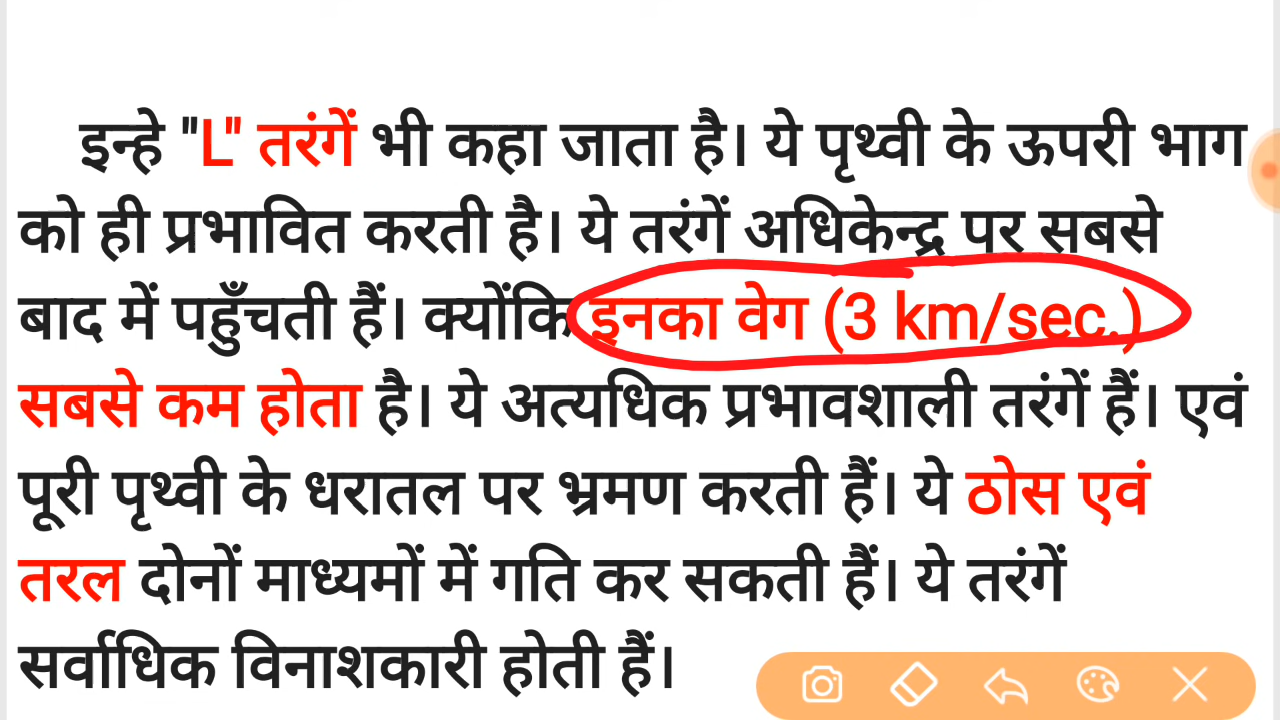 इन्हे "L" तरंगें भी कहा जाता है। ये पृथ्वी के ऊपरी भाग
को ही प्रभावित करती है। ये तरंगें अधिकेन्द्र पर सबसे
बाद में पहुँचती हैं। क्योंकि इनका वेग (3 km/sec.)
सबसे कम होता है। ये अत्यधिक प्रभावशाली तरंगें हैं। एवं
पूरी पृथ्वी के धरातल पर भ्रमण करती हैं। ये ठोस एवं
तरल दोनों माध्यमों में गति कर सकती हैं। ये तरंगें
सर्वाधिक विनाशकारी होती हैं।